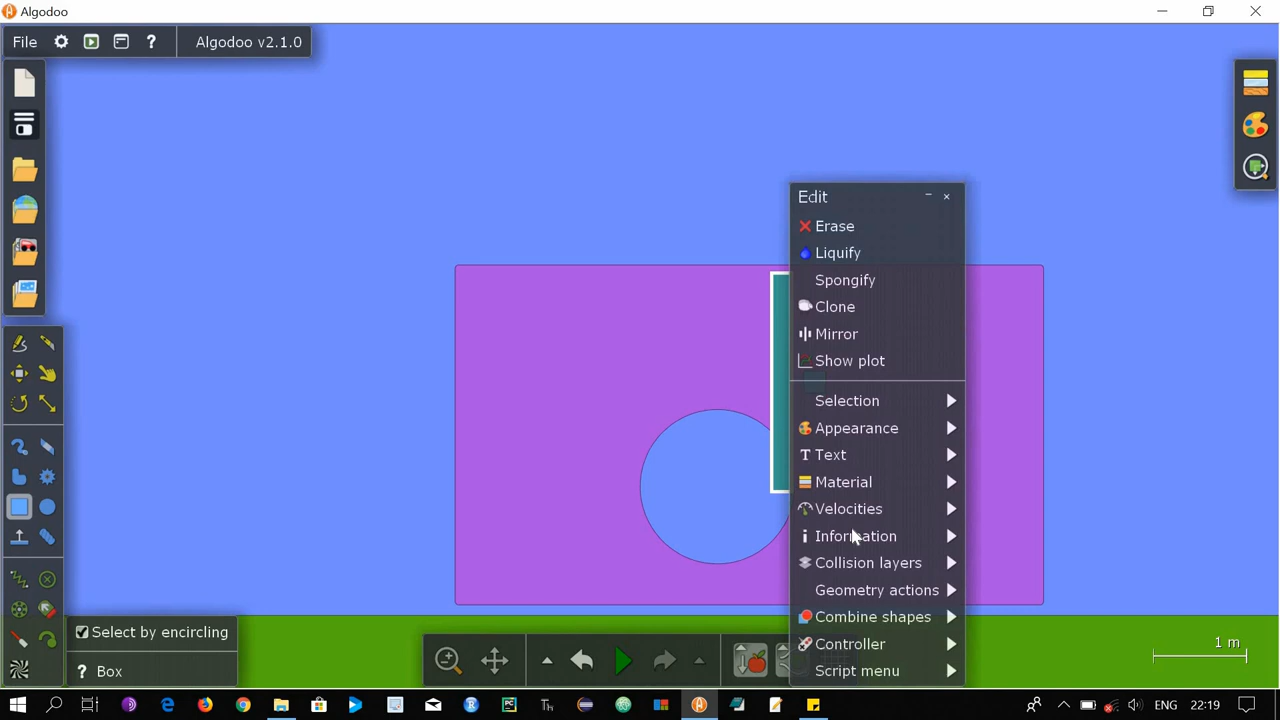 Algodoo
File
?
Algodoo v2.1.0
Edit
Erase
Liquify
Spongify
Clone
Mirror
Show plot
Selection
Appearance
T Text
Material
Velocities
Information
Collision layers
Geometry actions
Combine shapes
Controller
Script menu
Select by encircling
? Box
1 m
ENG
22:19